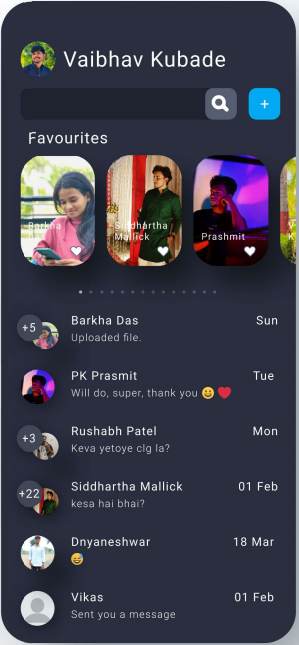 Vaibhav Kubade
+
Favourites
Barkha
Siddhartha
Mallick
Prashmit
V
K
+5
Barkha Das
Sun
Uploaded file.
PK Prasmit
Tue
Will do, super, thank you 😀 ❤️
+3
Rushabh Patel
Mon
Keva yetoye clg la?
+22
Siddhartha Mallick
01 Feb
kesa hai bhai?
Dnyaneshwar
18 Mar
😅
Vikas
01 Feb
Sent you a message